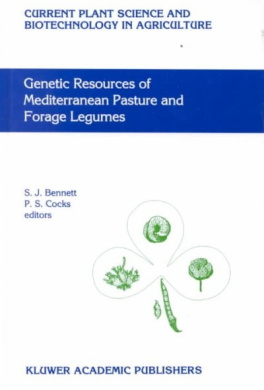 CURRENT PLANT SCIENCE AND
BIOTECHNOLOGY IN AGRICULTURE
Genetic Resources of
Mediterranean Pasture and
Forage Legumes
S. J. Bennett
P. S. Cocks
editors
KLUWER ACADEMIC PUBLISHERS